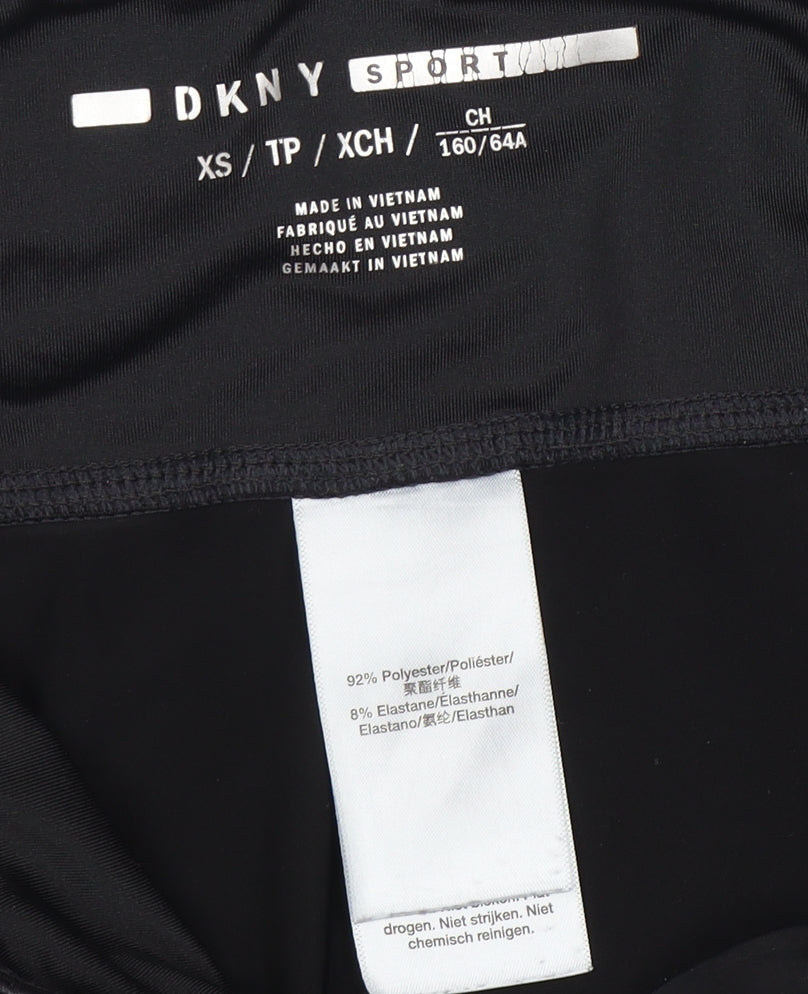 DKNY SPORT
XS / TP / XCH / CH 160/64A
MADE IN VIETNAM
FABRIQUÉ AU VIETNAM
HECHO EN VIETNAM
GEMAAKT IN VIETNAM
92% Polyester/Poliéster/
聚酯纤维
8% Elastane/Elasthanne/
Elastano/氨纶/Elasthan
drogen. Niet strijken. Niet
chemisch reinigen.